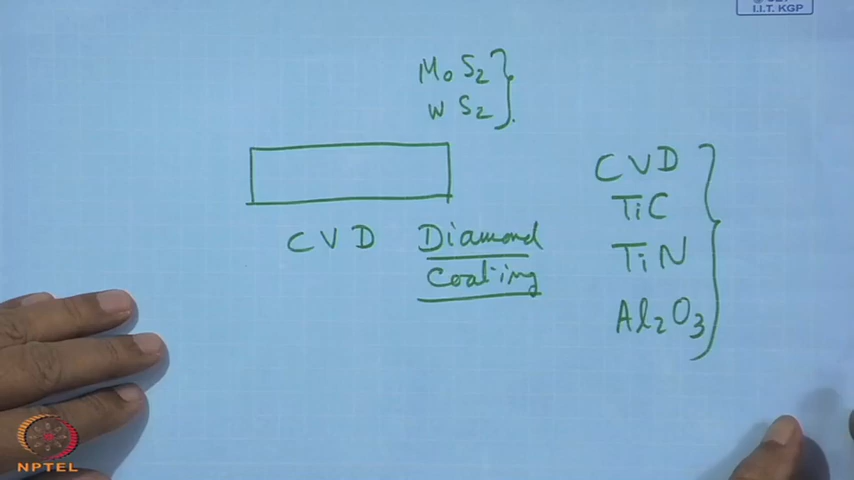 I.I.T. KGP
MoS2
WS2
CVD Diamond
Coating
CVD
TiC
TiN
Al2O3
NPTEL